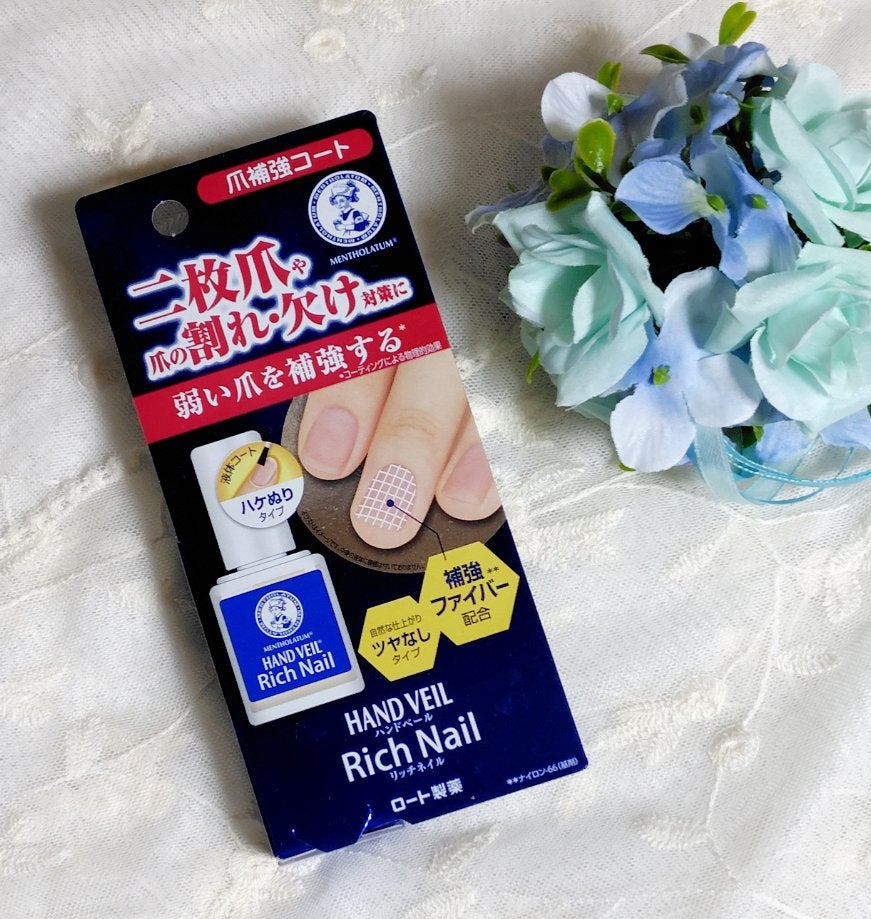 爪補強コート
MENTHOLATUM®
二枚爪や
爪の割れ・欠け対策に
弱い爪を補強する*
*コーティングによる物理的効果
液体コート
ハケぬり
タイプ
補強**
ファイバー
配合
自然な仕上がり
ツヤなし
タイプ
MENTHOLATUM®
HAND VEIL®
Rich Nail
HAND VEIL
ハンドベール
Rich Nail
リッチネイル
ロート製薬
**ナイロン-66(基剤)